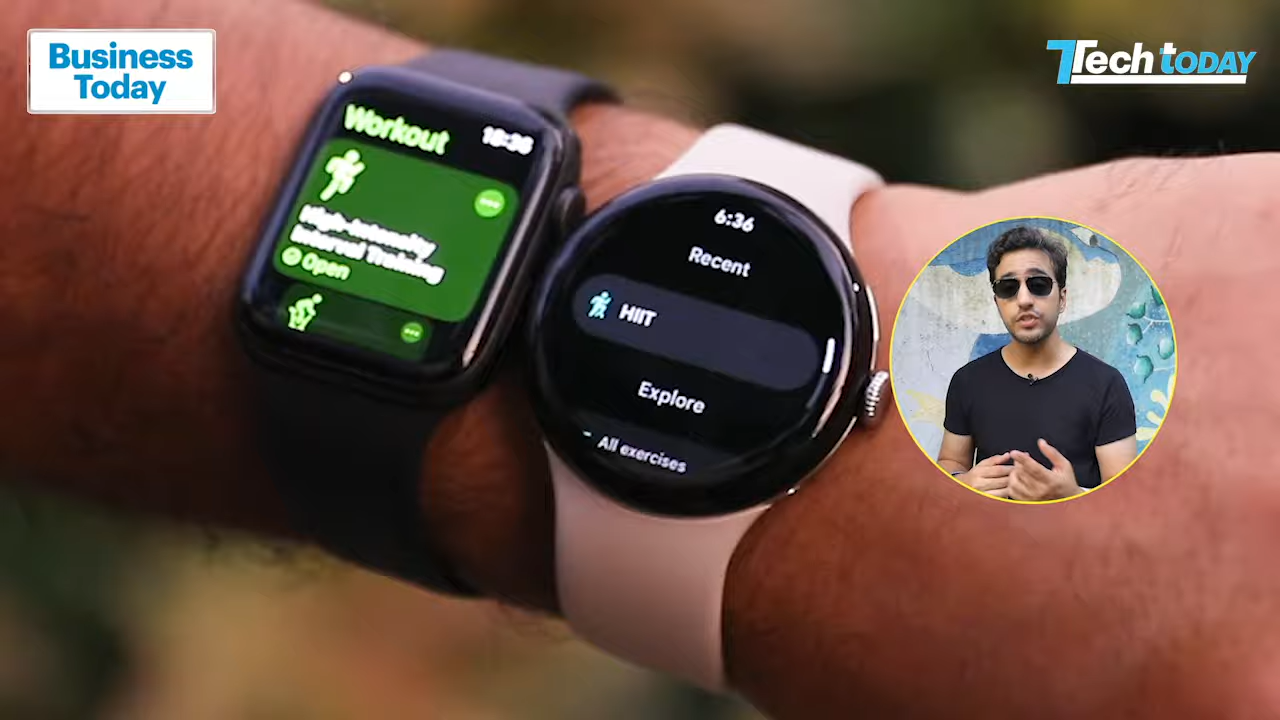 Business
Today
Tech today
Workout
18:36
High-Intensity
Interval Training
Open
6:36
Recent
HIIT
Explore
All exercises